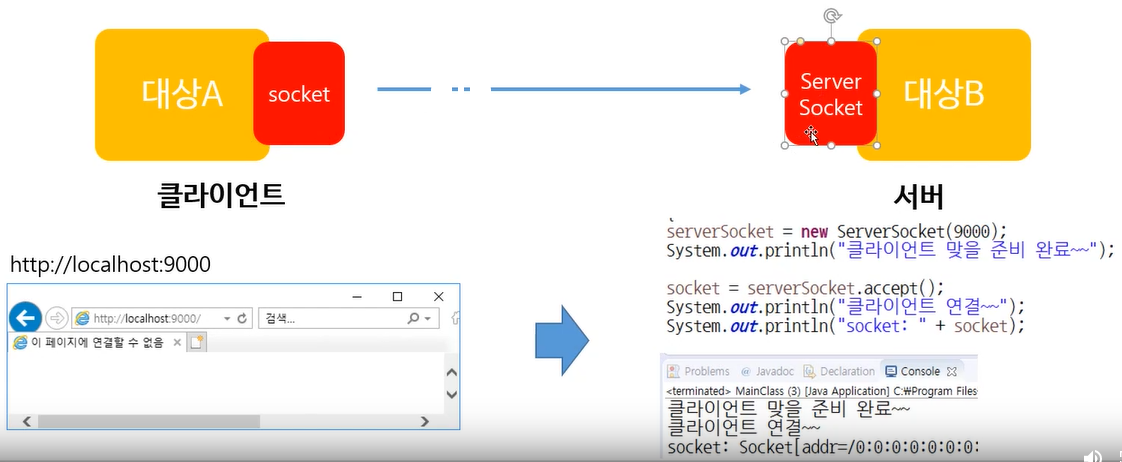 대상A
socket
Server
Socket
대상B
클라이언트
서버
serverSocket = new ServerSocket(9000);
System.out.println("클라이언트 맞을 준비 완료~~");
socket = serverSocket.accept();
System.out.println("클라이언트 연결~~");
System.out.println("socket: " + socket);
http://localhost:9000
http://localhost:9000/
검색...
이 페이지에 연결할 수 없음
Problems @ Javadoc Declaration Console
<terminated> MainClass (3) [Java Application] C:₩Program Files
클라이언트 맞을 준비 완료~~
클라이언트 연결~~
socket: Socket[addr=/0:0:0:0:0:0:0: